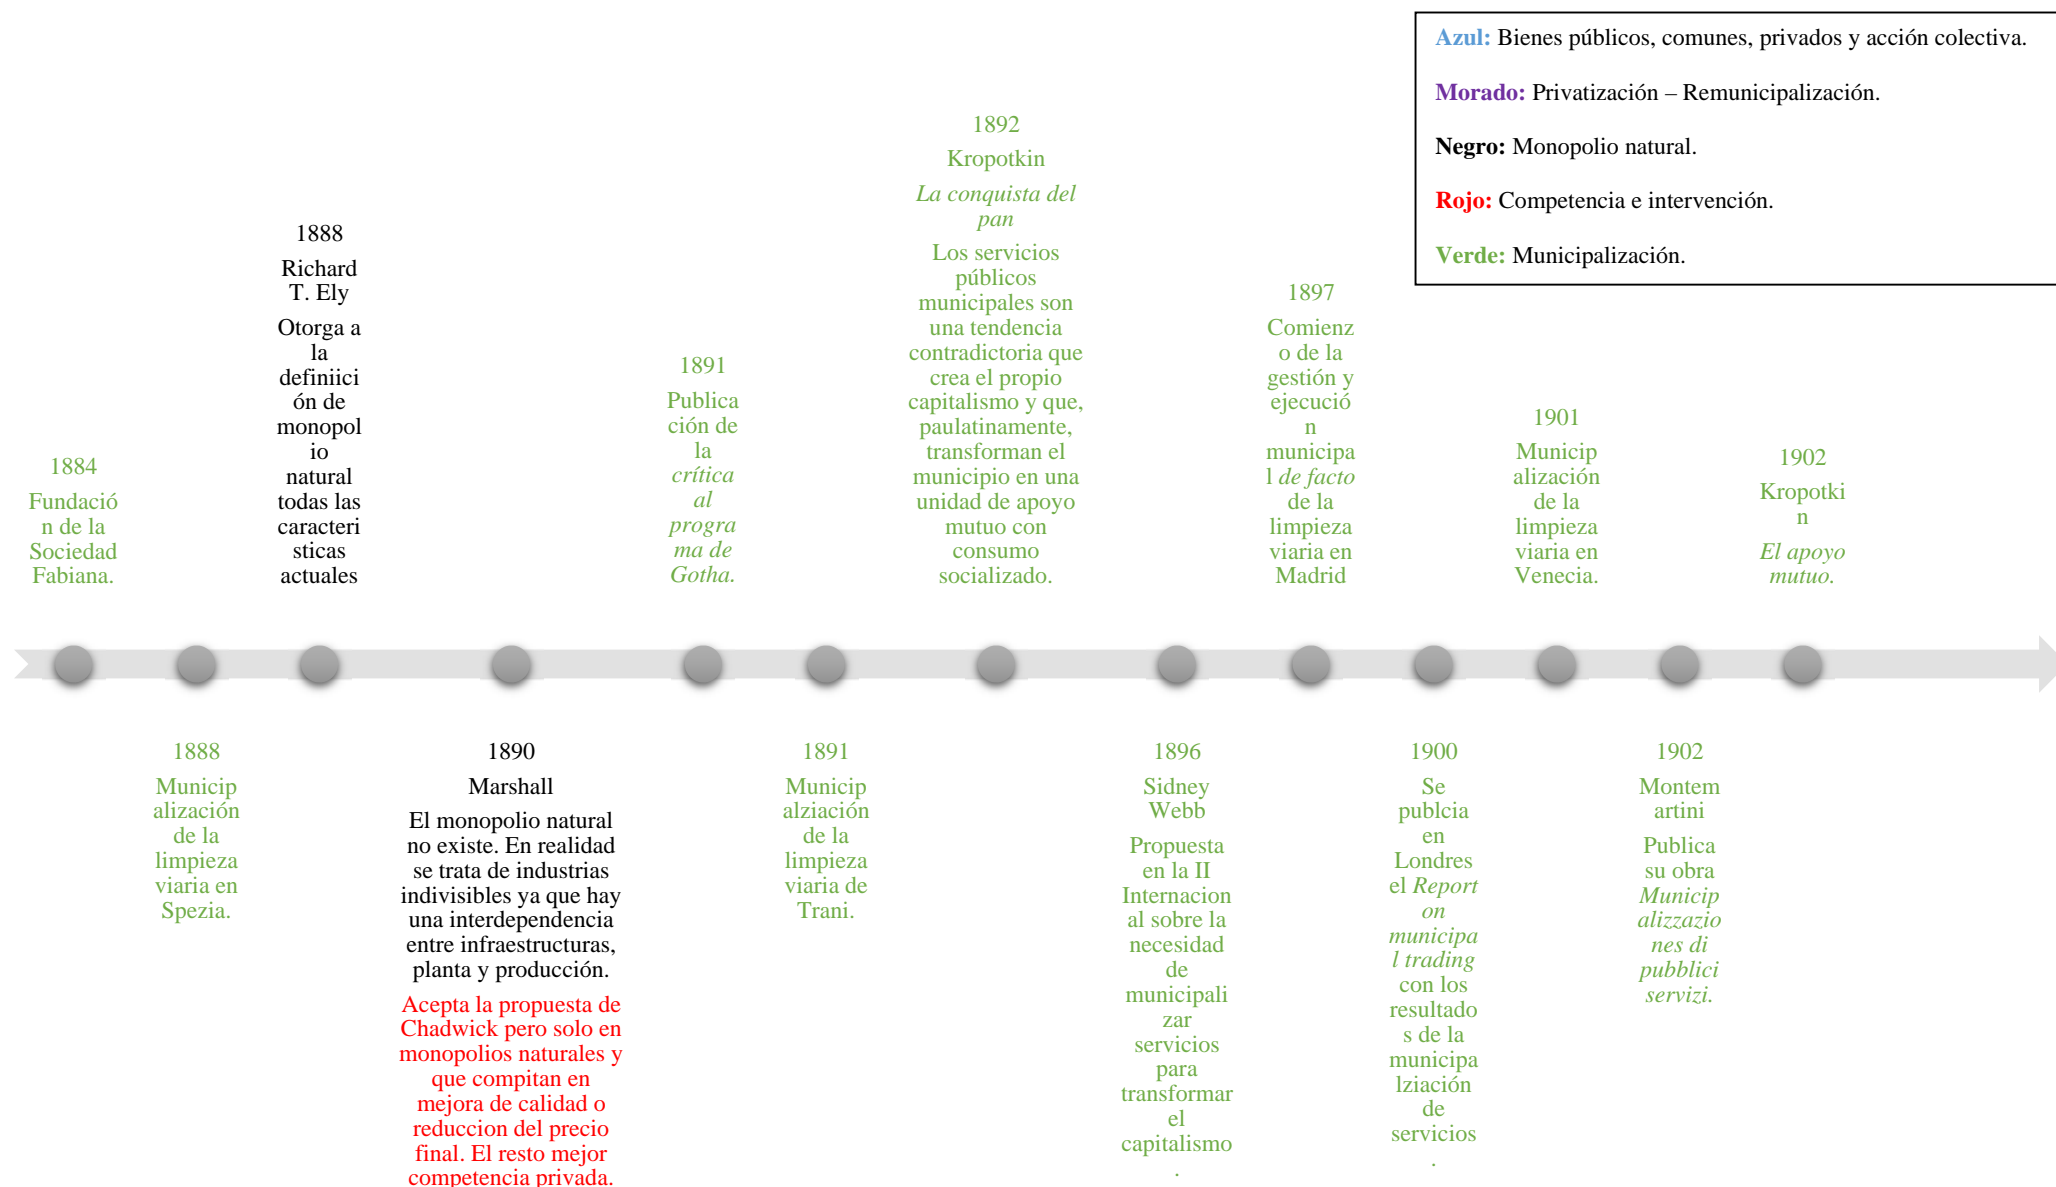 Azul: Bienes públicos, comunes, privados y acción colectiva.
Morado: Privatización – Remunicipalización.
Negro: Monopolio natural.
Rojo: Competencia e intervención.
Verde: Municipalización.
1884
Fundació
n de la
Sociedad
Fabiana.
1888
Municip
alización
de la
limpieza
viaria en
Spezia.
1888
Richard
T. Ely
Otorga a
la
definiici
ón de
monopol
io
natural
todas las
caracteri
sticas
actuales
1890
Marshall
El monopolio natural
no existe. En realidad
se trata de industrias
indivisibles ya que hay
una interdependencia
entre infraestructuras,
planta y producción.
Acepta la propuesta de
Chadwick pero solo en
monopolios naturales y
que compitan en
mejora de calidad o
reduccion del precio
final. El resto mejor
competencia privada.
1891
Publica
ción de
la
crítica
al
progra
ma de
Gotha.
1891
Municip
alziación
de la
limpieza
viaria de
Trani.
1892
Kropotkin
La conquista del
pan
Los servicios
públicos
municipales son
una tendencia
contradictoria que
crea el propio
capitalismo y que,
paulatinamente,
transforman el
municipio en una
unidad de apoyo
mutuo con
consumo
socializado.
1896
Sidney
Webb
Propuesta
en la II
Internacion
al sobre la
necesidad
de
municipali
zar
servicios
para
transformar
el
capitalismo
.
1897
Comienz
o de la
gestión y
ejecució
n
municipa
l de facto
de la
limpieza
viaria en
Madrid
1900
Se
publcia
en
Londres
el Report
on
municipa
l trading
con los
resultado
s de la
municipa
lziación
de
servicios
.
1901
Municip
alización
de la
limpieza
viaria en
Venecia.
1902
Montem
artini
Publica
su obra
Municip
alizzazio
nes di
pubblici
servizi.
1902
Kropotki
n
El apoyo
mutuo.